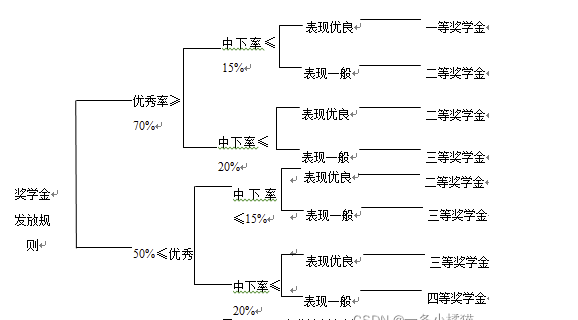 表现优良
一等奖学金
中下率≤
15%
表现一般
二等奖学金
优秀率≥
70%
表现优良
二等奖学金
中下率≤
20%
表现一般
三等奖学金
奖学金
发放规
则
表现优良
二等奖学金
中下率
≤15%
表现一般
三等奖学金
50%≤优秀
表现优良
三等奖学金
中下率≤
20%
表现一般
四等奖学金
CSDN @一条小